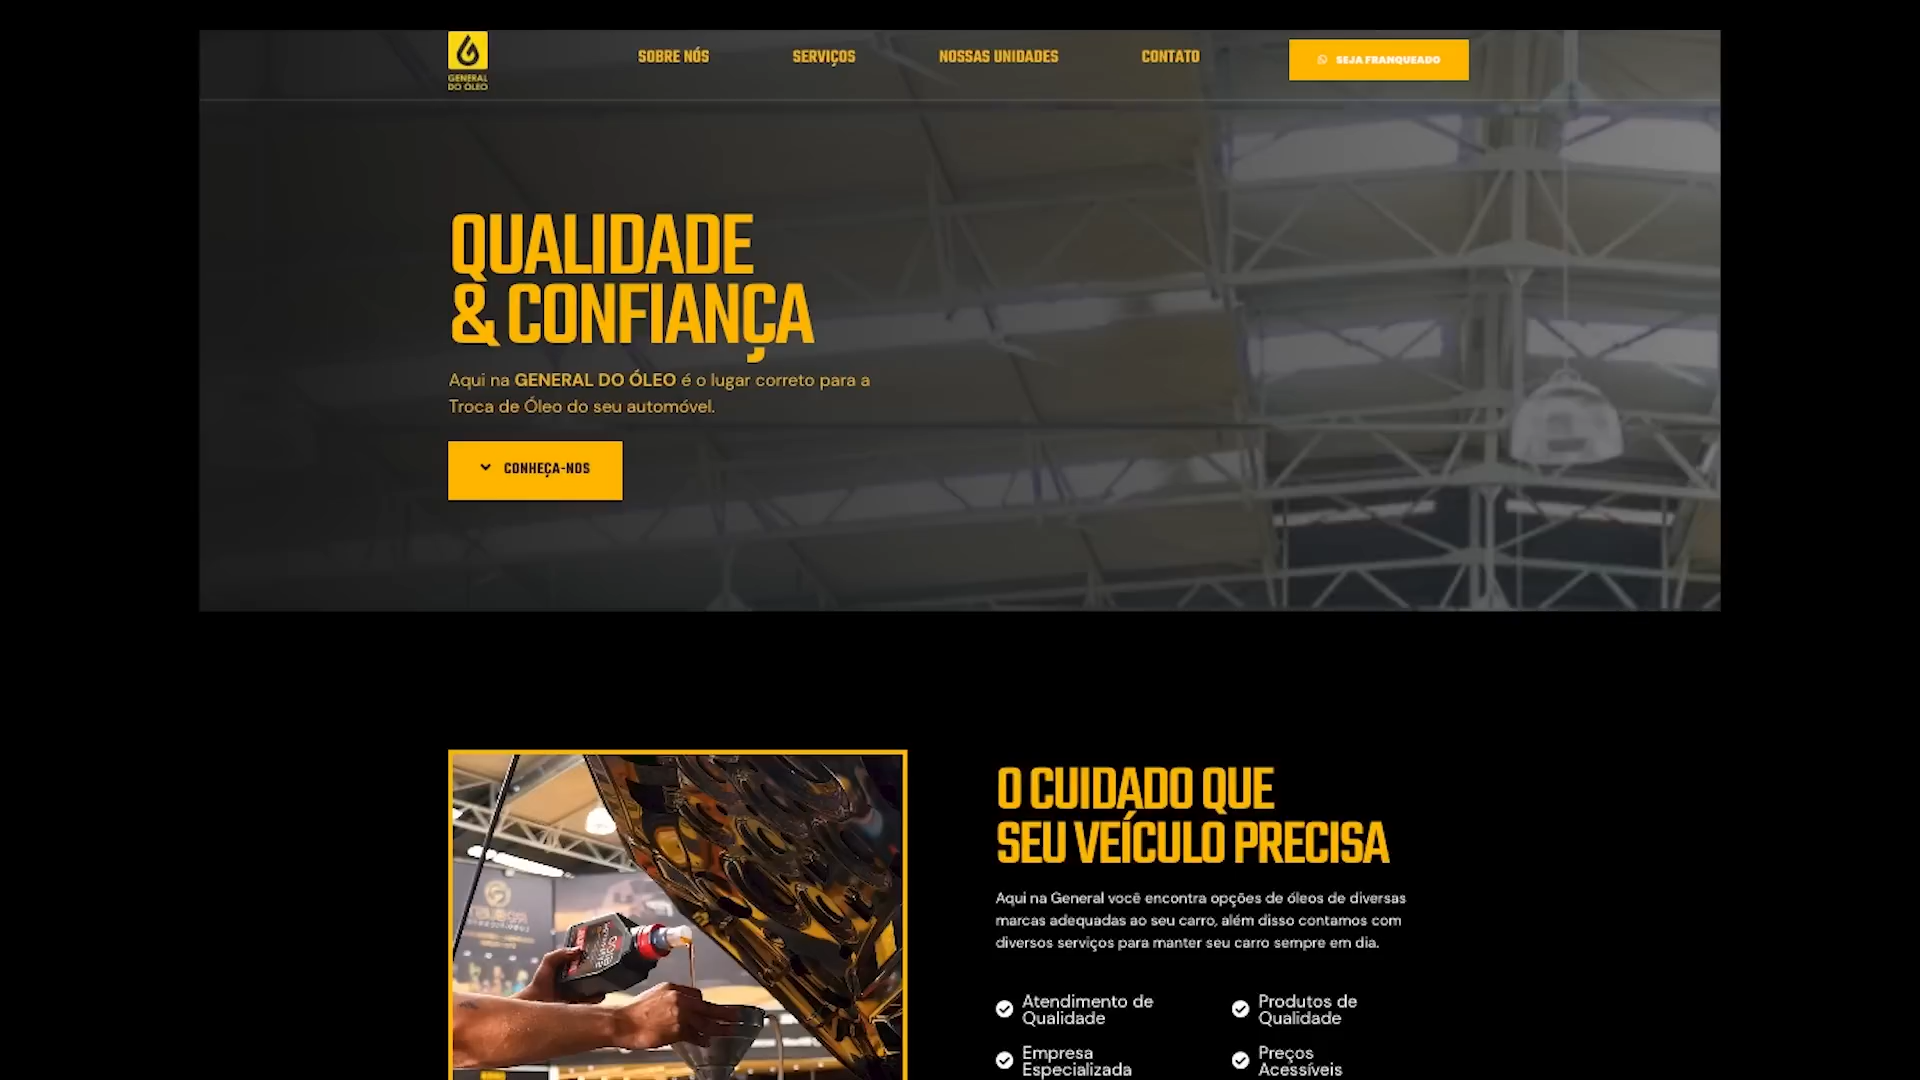 GENERAL
DO ÓLEO
SOBRE NÓS
SERVIÇOS
NOSSAS UNIDADES
CONTATO
SEJA FRANQUEADO
QUALIDADE
& CONFIANÇA
Aqui na GENERAL DO ÓLEO é o lugar correto para a
Troca de Óleo do seu automóvel.
CONHEÇA-NOS
O CUIDADO QUE
SEU VEÍCULO PRECISA
Aqui na General você encontra opções de óleos de diversas
marcas adequadas ao seu carro, além disso contamos com
diversos serviços para manter seu carro sempre em dia.
Atendimento de
Qualidade
Produtos de
Qualidade
Empresa
Especializada
Preços
Acessíveis